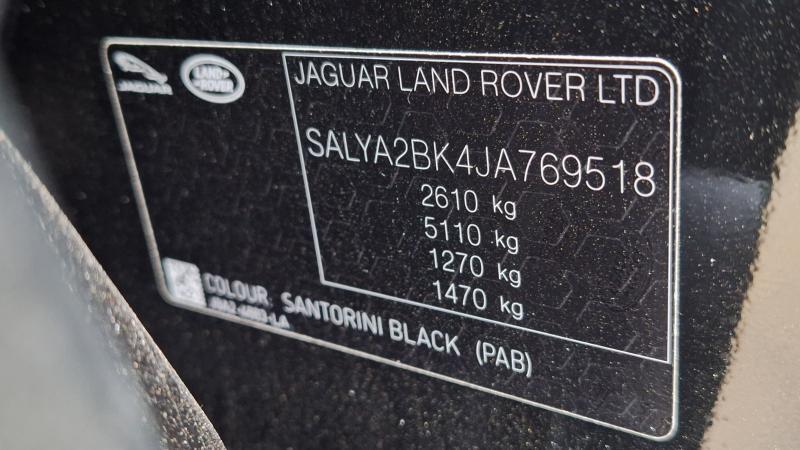 JAGUAR
LAND ROVER
JAGUAR LAND ROVER LTD
SALYA2BK4JA769518
2610 kg
5110 kg
1270 kg
1470 kg
COLOUR: SANTORINI BLACK (PAB)